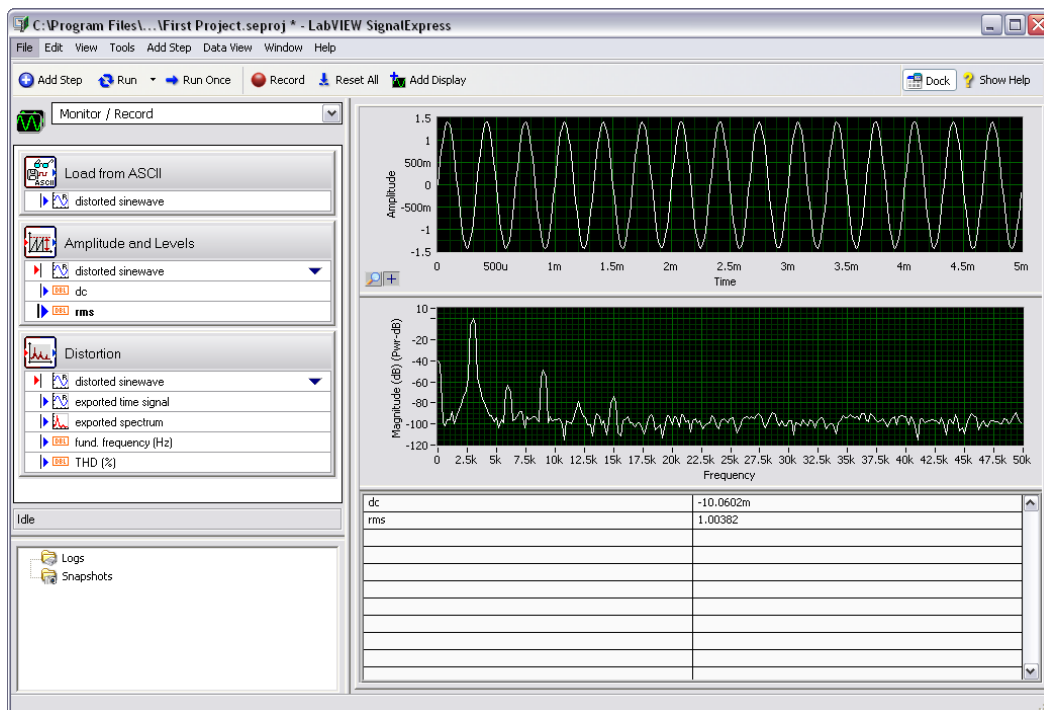 C:\Program Files\...\First Project.seproj * - LabVIEW SignalExpress
File Edit View Tools Add Step Data View Window Help
Add Step Run Run Once Record Reset All Add Display Dock Show Help
Monitor / Record
Load from ASCII
ASCII
distorted sinewave
Amplitude and Levels
distorted sinewave
DBL dc
DBL rms
Distortion
distorted sinewave
exported time signal
exported spectrum
DBL fund. frequency (Hz)
DBL THD (%)
Idle
Logs
Snapshots
Amplitude
1.5
1
500m
0
-500m
-1
-1.5
0 500u 1m 1.5m 2m 2.5m 3m 3.5m 4m 4.5m 5m
Time
Magnitude (dB) (Pwr-dB)
10
-20
-40
-60
-80
-100
-120
0 2.5k 5k 7.5k 10k 12.5k 15k 17.5k 20k 22.5k 25k 27.5k 30k 32.5k 35k 37.5k 40k 42.5k 45k 47.5k 50k
Frequency
dc -10.0602m
rms 1.00382